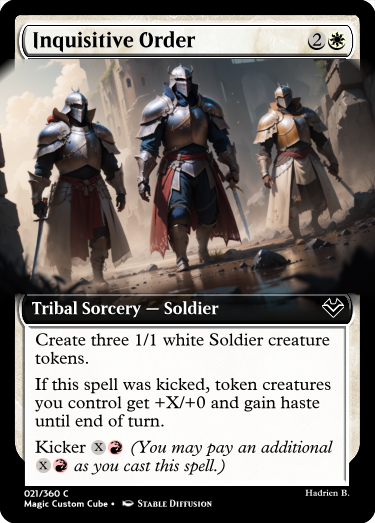 Inquisitive Order 2
Tribal Sorcery — Soldier
Create three 1/1 white Soldier creature
tokens.
If this spell was kicked, token creatures
you control get +X/+0 and gain haste
until end of turn.
Kicker X (You may pay an additional
X as you cast this spell.)
021/360 C
Hadrien B.
Magic Custom Cube • Stable Diffusion